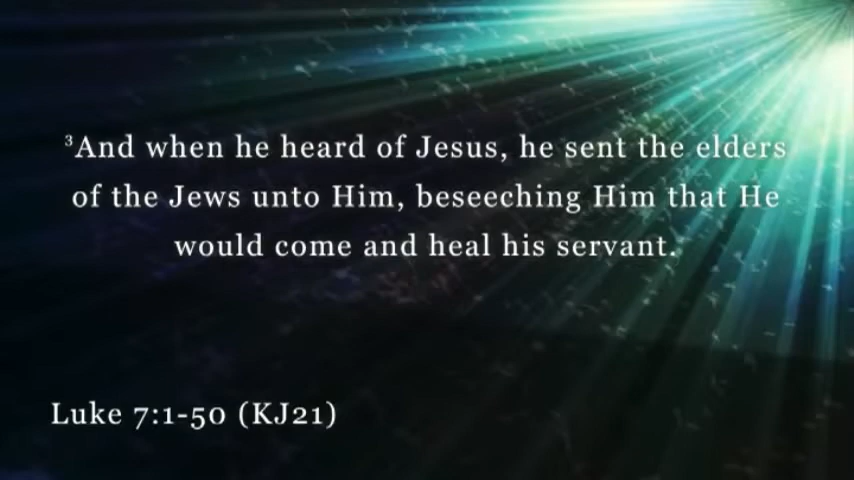 ³And when he heard of Jesus, he sent the elders
of the Jews unto Him, beseeching Him that He
would come and heal his servant.
Luke 7:1-50 (KJ21)